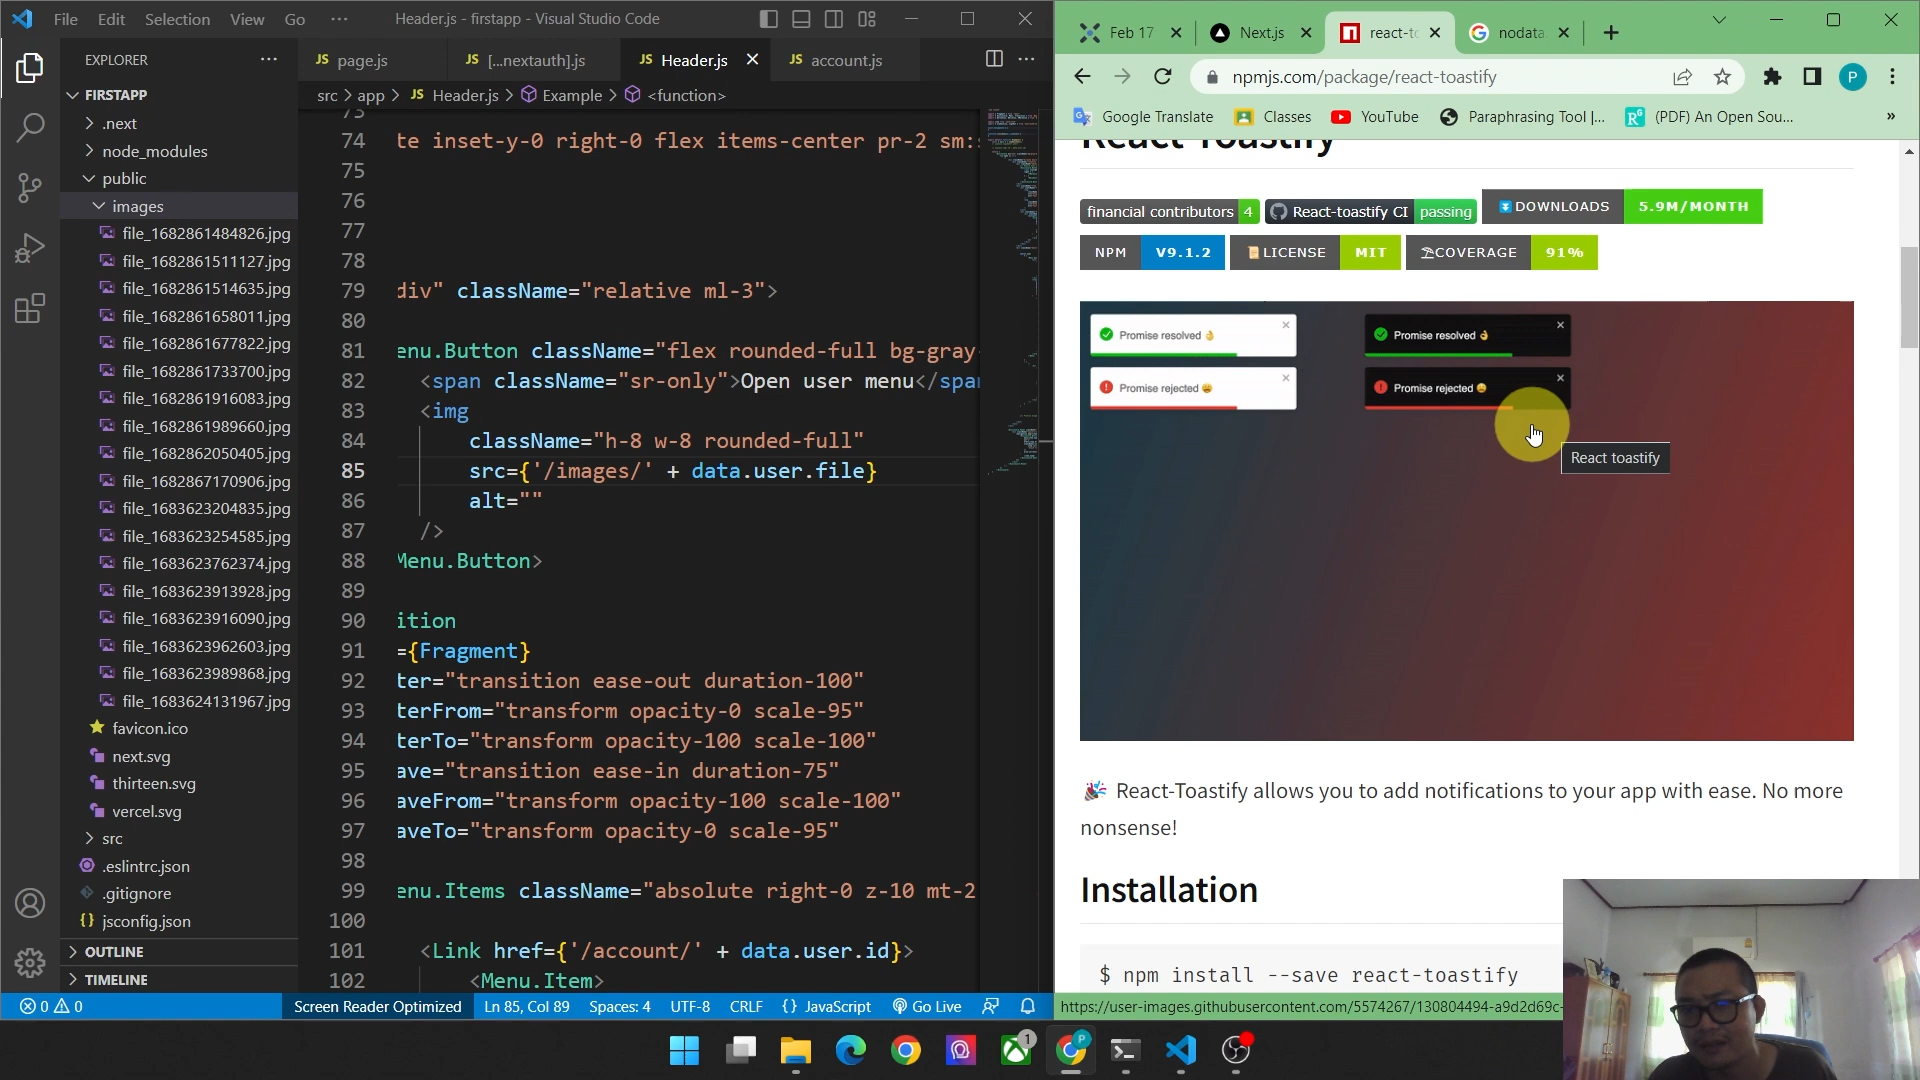 File Edit Selection View Go ··· Header.js - firstapp - Visual Studio Code
EXPLORER
FIRSTAPP
.next
node_modules
public
images
file_1682861484826.jpg
file_1682861511127.jpg
file_1682861514635.jpg
file_1682861658011.jpg
file_1682861677822.jpg
file_1682861733700.jpg
file_1682861916083.jpg
file_1682861989660.jpg
file_1682862050405.jpg
file_1682867170906.jpg
file_1683623204835.jpg
file_1683623254585.jpg
file_1683623762374.jpg
file_1683623913928.jpg
file_1683623916090.jpg
file_1683623962603.jpg
file_1683623989868.jpg
file_1683624131967.jpg
favicon.ico
next.svg
thirteen.svg
vercel.svg
src
.eslintrc.json
.gitignore
{} jsconfig.json
OUTLINE
TIMELINE
JS page.js JS [...nextauth].js JS Header.js JS account.js
src > app > JS Header.js > Example > <function>
73
74 te inset-y-0 right-0 flex items-center pr-2 sm:s
75
76
77
78
79 div" className="relative ml-3">
80
81 enu.Button className="flex rounded-full bg-gray-
82 <span className="sr-only">Open user menu</span
83 <img
84 className="h-8 w-8 rounded-full"
85 src={'/images/' + data.user.file}
86 alt=""
87 />
88 Menu.Button>
89
90 ition
91 ={Fragment}
92 ter="transition ease-out duration-100"
93 terFrom="transform opacity-0 scale-95"
94 terTo="transform opacity-100 scale-100"
95 ave="transition ease-in duration-75"
96 aveFrom="transform opacity-100 scale-100"
97 aveTo="transform opacity-0 scale-95"
98
99 enu.Items className="absolute right-0 z-10 mt-2
100
101 <Link href={'/account/' + data.user.id}>
102 <Menu.Item>
0 0 Screen Reader Optimized Ln 85, Col 89 Spaces: 4 UTF-8 CRLF {} JavaScript Go Live
Feb 17 Next.js react-to nodata
npmjs.com/package/react-toastify P
Google Translate Classes YouTube Paraphrasing Tool |... (PDF) An Open Sou... »
React-Toastify
financial contributors 4 React-toastify CI passing DOWNLOADS 5.9M/MONTH
NPM V9.1.2 LICENSE MIT COVERAGE 91%
Promise resolved 👌 Promise resolved 👌
Promise rejected Promise rejected
React toastify
🎉 React-Toastify allows you to add notifications to your app with ease. No more
nonsense!
Installation
$ npm install --save react-toastify
https://user-images.githubusercontent.com/5574267/130804494-a9d2d69c-
1 P